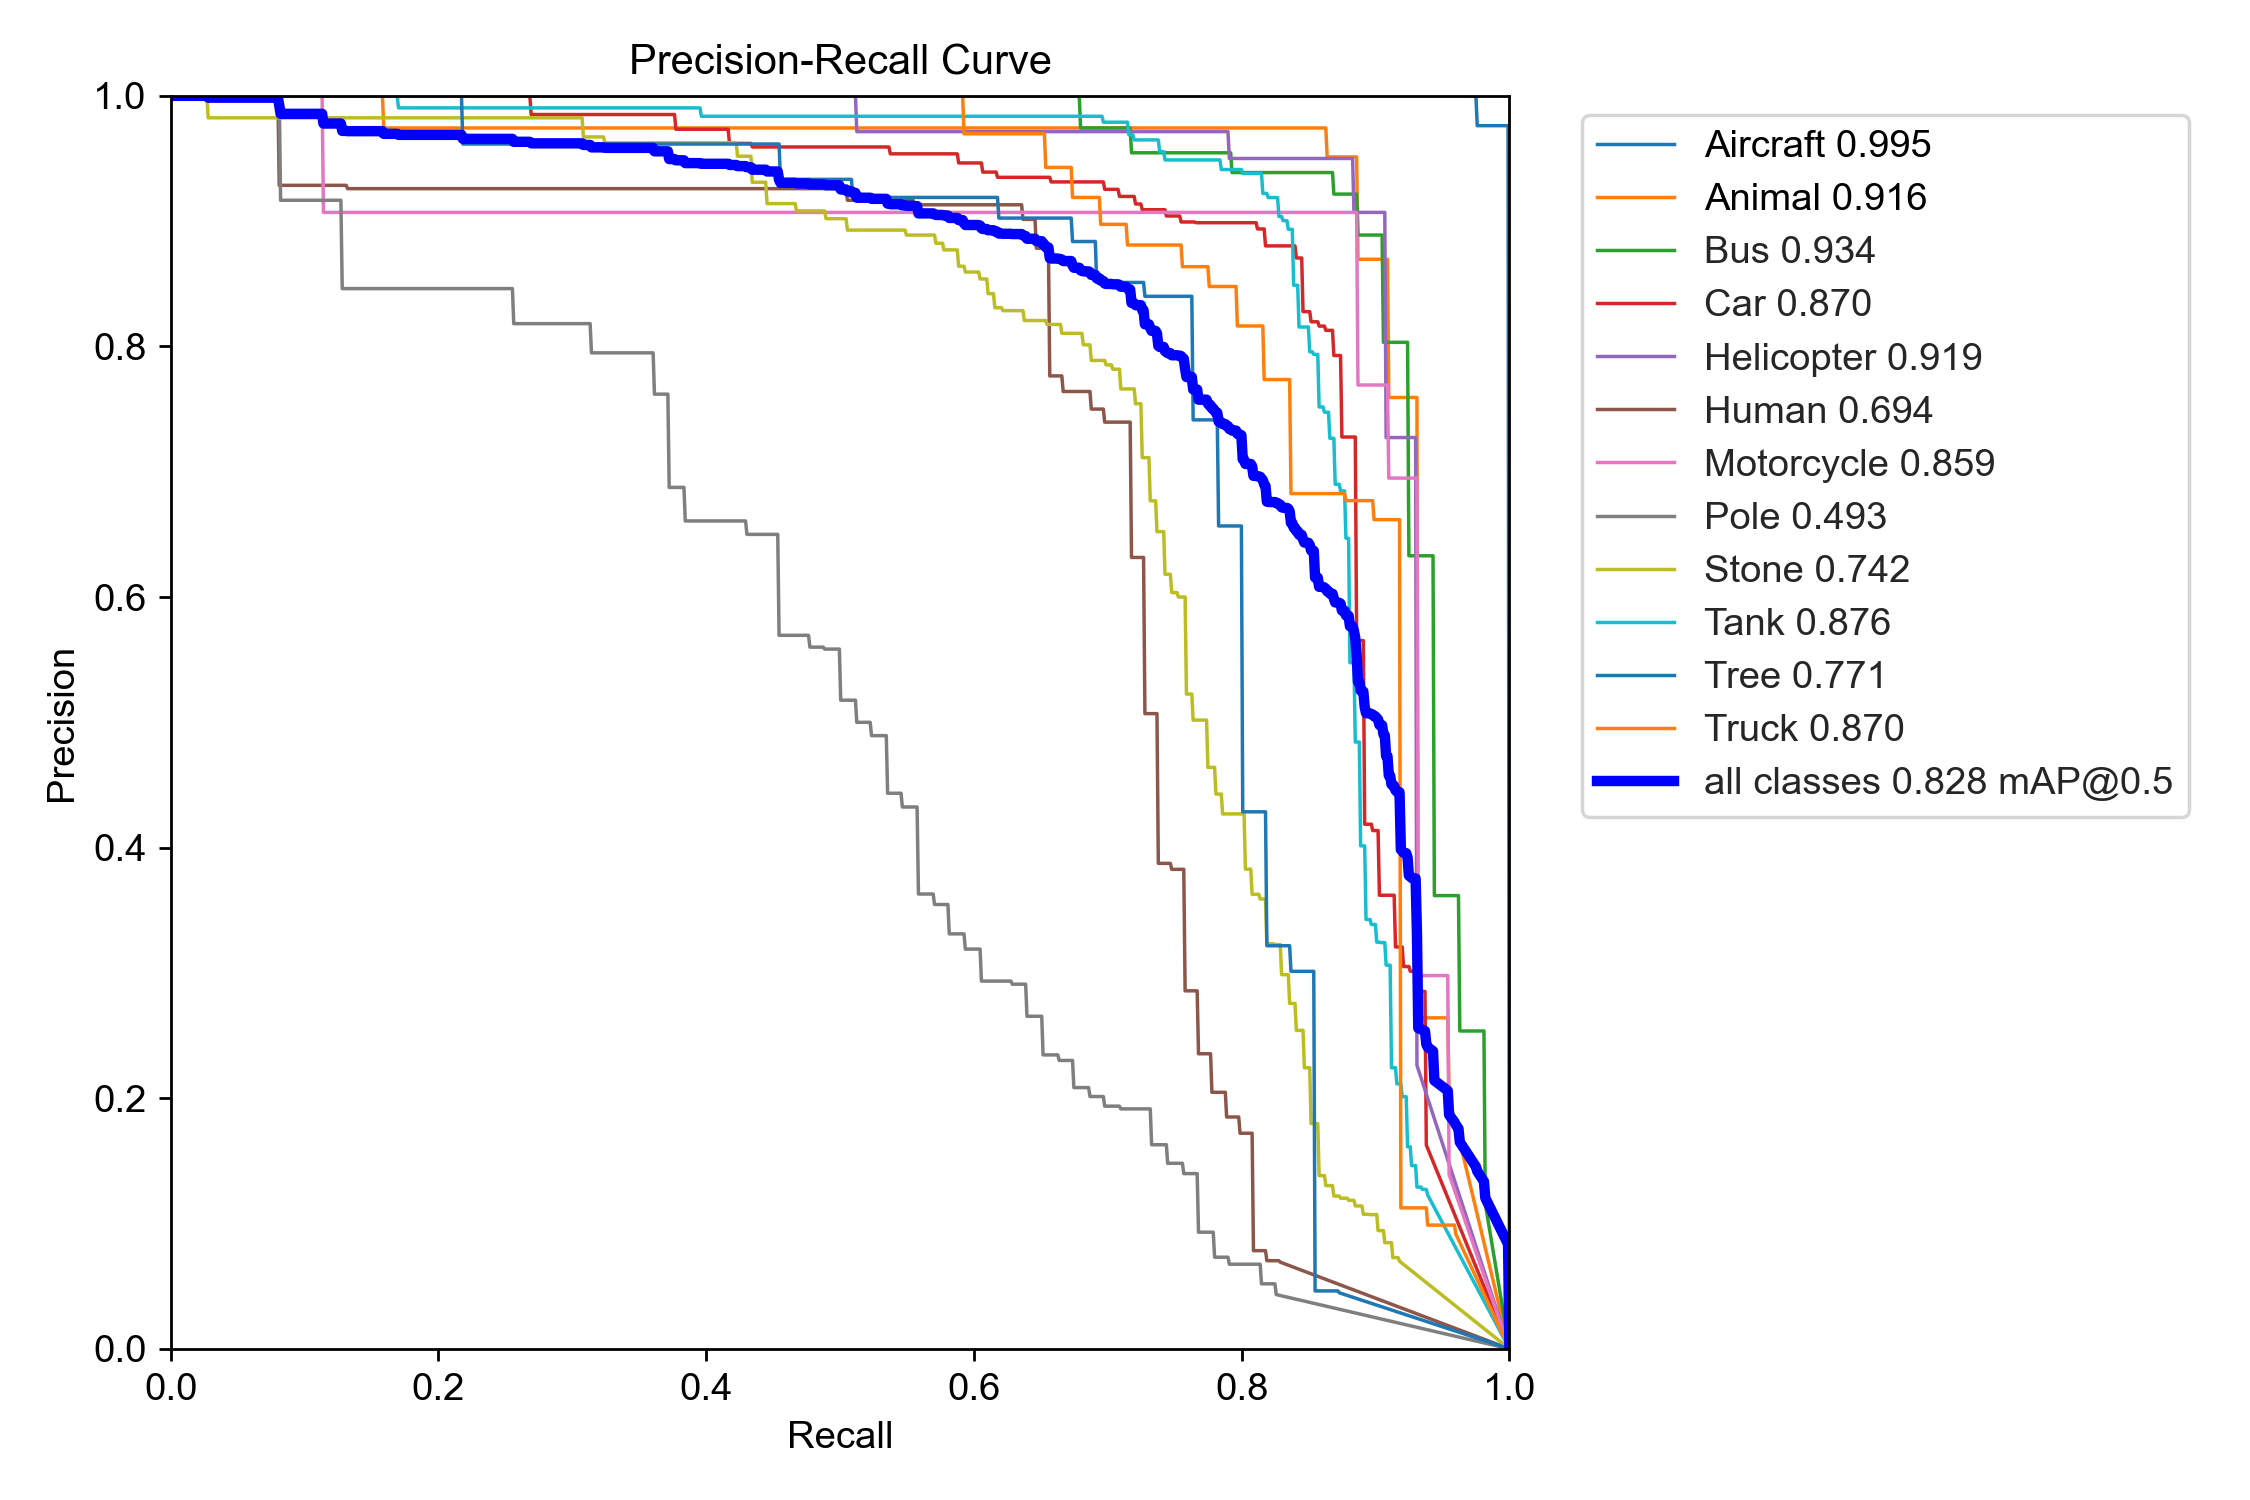 Precision-Recall Curve
1.0
0.8
0.6
0.4
0.2
0.0
Precision
0.0 0.2 0.4 0.6 0.8 1.0
Recall
Aircraft 0.995
Animal 0.916
Bus 0.934
Car 0.870
Helicopter 0.919
Human 0.694
Motorcycle 0.859
Pole 0.493
Stone 0.742
Tank 0.876
Tree 0.771
Truck 0.870
all classes 0.828 mAP@0.5